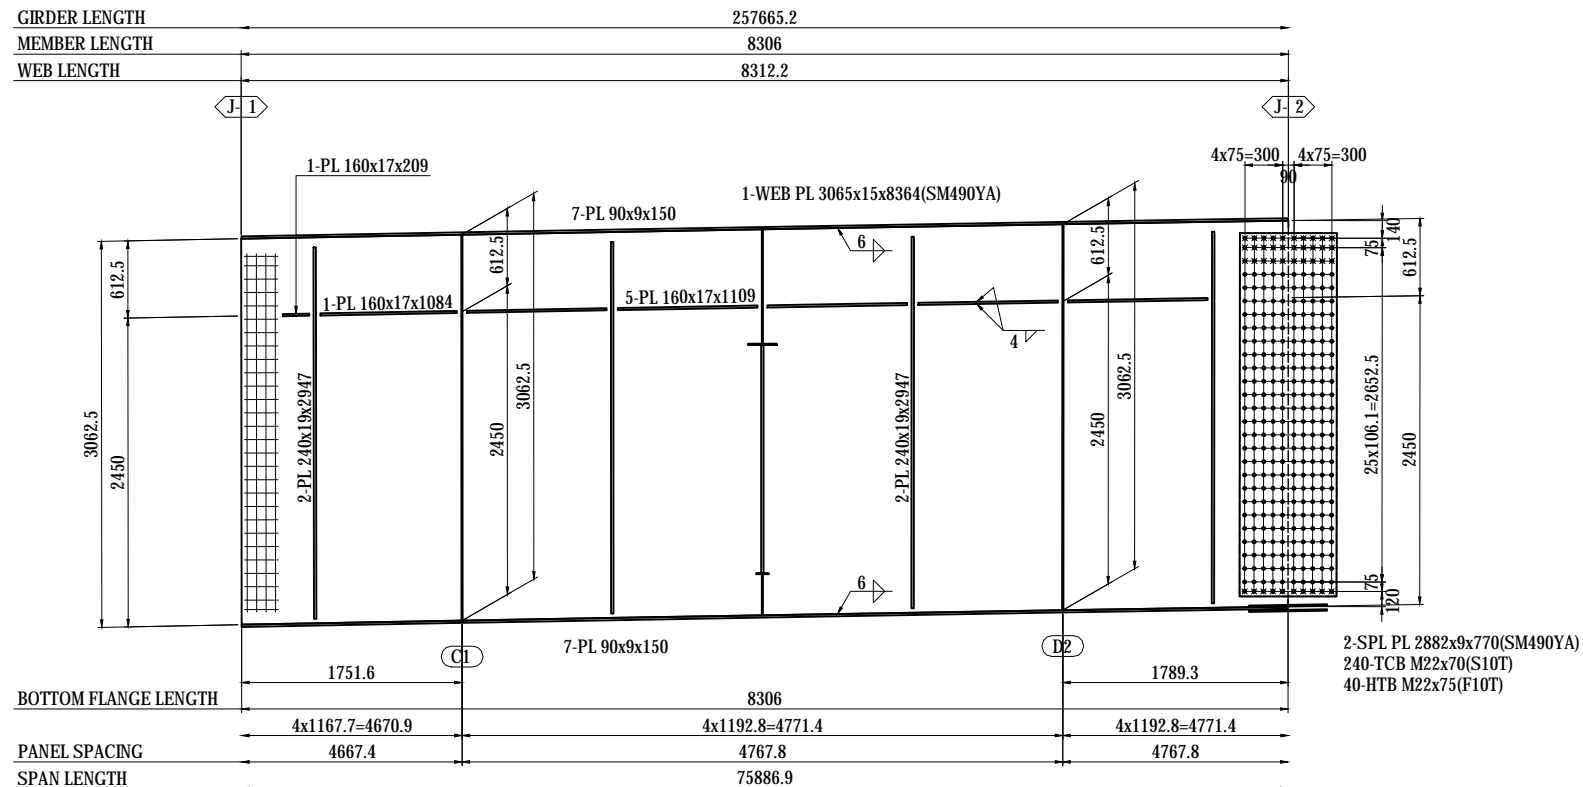 GIRDER LENGTH 257665.2
MEMBER LENGTH 8306
WEB LENGTH 8312.2
J- 1
J- 2
4x75=300 4x75=300
90
1-PL 160x17x209
1-WEB PL 3065x15x8364(SM490YA)
7-PL 90x9x150
6
140
75
612.5
612.5
612.5
612.5
1-PL 160x17x1084
5-PL 160x17x1109
4
3062.5
2450
2-PL 240x19x2947
2450
3062.5
2-PL 240x19x2947
2450
3062.5
25x106.1=2652.5
2450
6
75
120
7-PL 90x9x150
C1
D2
2-SPL PL 2882x9x770(SM490YA)
240-TCB M22x70(S10T)
40-HTB M22x75(F10T)
1751.6
1789.3
BOTTOM FLANGE LENGTH 8306
4x1167.7=4670.9 4x1192.8=4771.4 4x1192.8=4771.4
PANEL SPACING 4667.4 4767.8 4767.8
SPAN LENGTH 75886.9